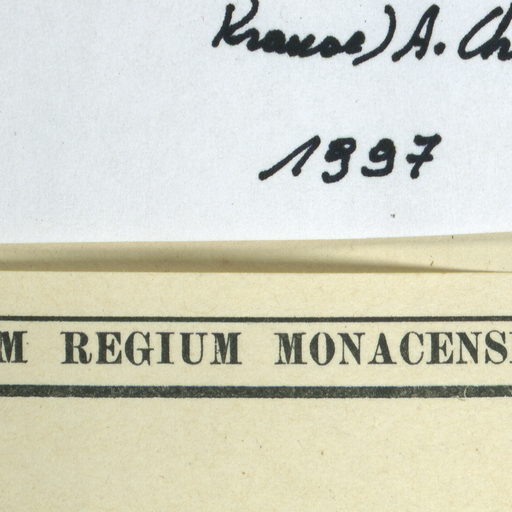 Krause) A. Ch
1997
M REGIUM MONACENS